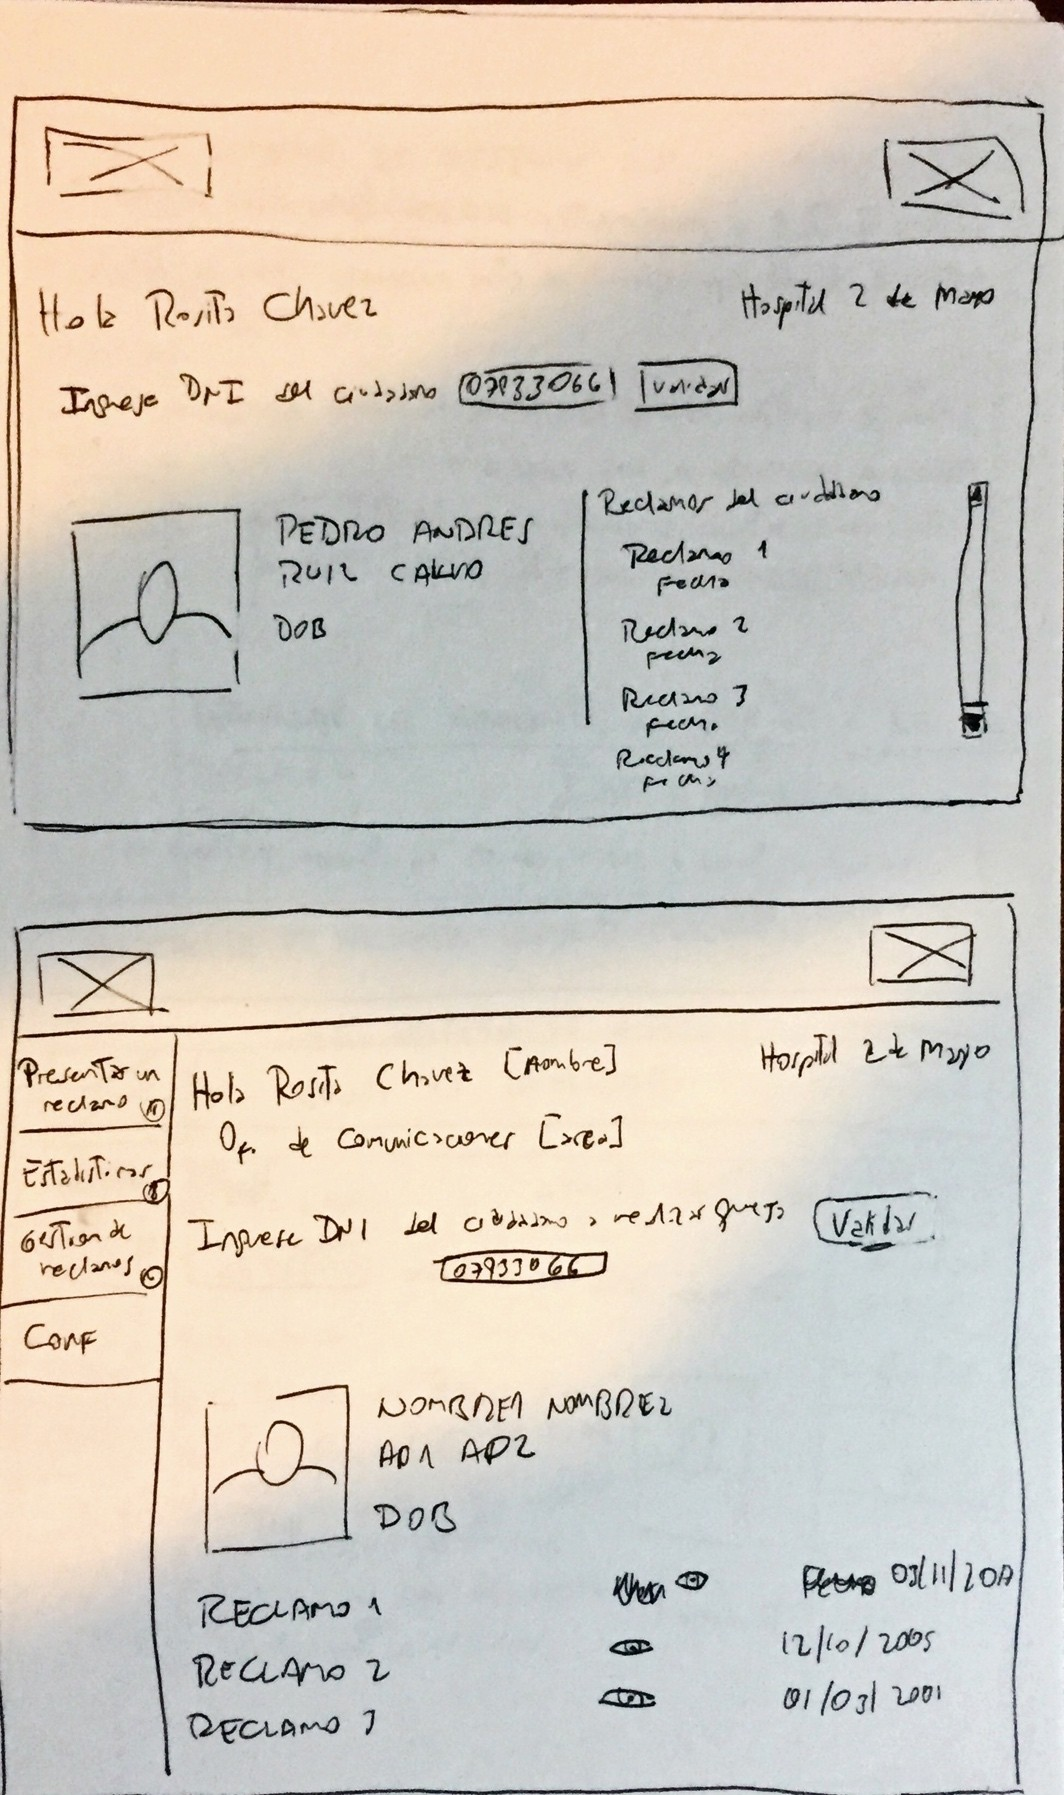 Hola Rosita Chavez
Hospital 2 de Mayo
Ingrese DNI del ciudadano 07933066 Validar
PEDRO ANDRES
RUIZ CALVO
DOB
Reclamos del ciudadano
Reclamo 1
Fecha
Reclamo 2
Fecha
Reclamo 3
Fecha
Reclamo 4
Fecha
Presentar un
reclamo
Estadisticas
Gestion de
reclamos
Conf
Hola Rosita Chavez [Nombre]
Hospital 2 de Mayo
Of. de Comunicaciones [area]
Ingrese DNI del ciudadano a realizar queja Validar
07933066
NOMBRE1 NOMBRE2
AP1 AP2
DOB
RECLAMO 1 03/11/2017
RECLAMO 2 12/10/2005
RECLAMO 3 01/03/2001